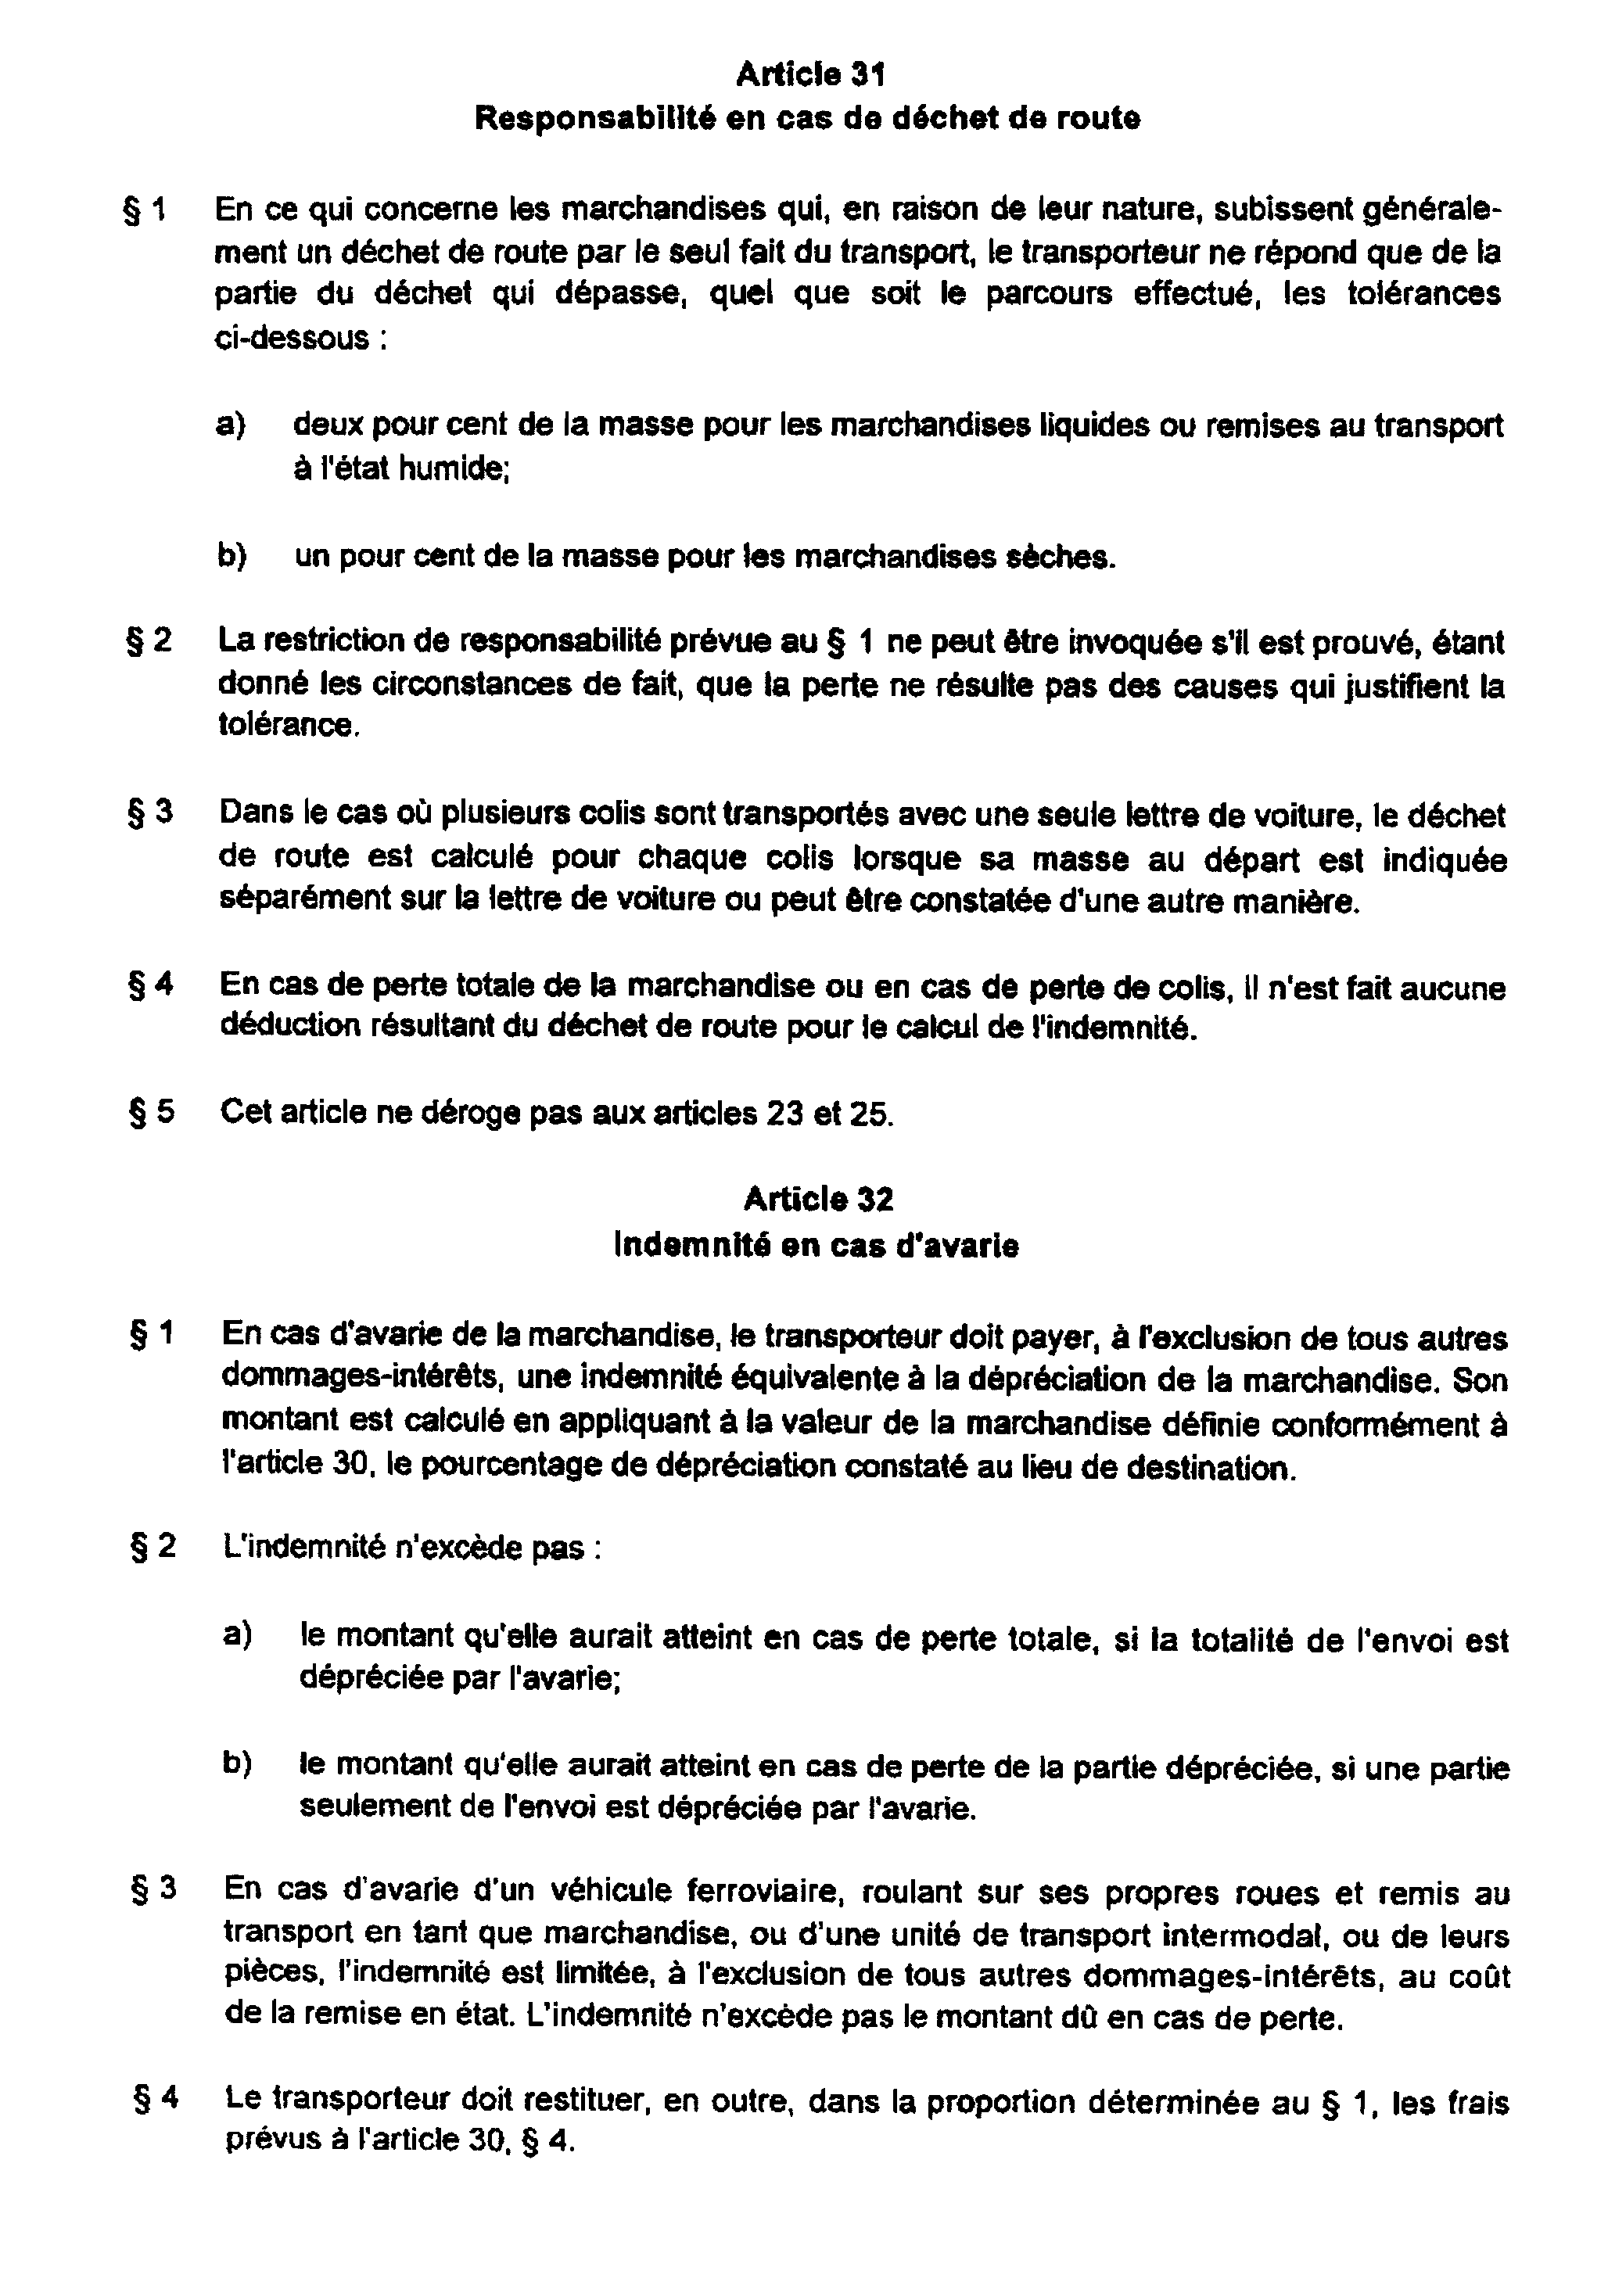 Article 31
Responsabilité en cas de déchet de route
§ 1 En ce qui concerne les marchandises qui, en raison de leur nature, subissent générale-
ment un déchet de route par le seul fait du transport, le transporteur ne répond que de la
partie du déchet qui dépasse, quel que soit le parcours effectué, les tolérances
ci-dessous :
a) deux pour cent de la masse pour les marchandises liquides ou remises au transport
à l'état humide;
b) un pour cent de la masse pour les marchandises sèches.
§ 2 La restriction de responsabilité prévue au § 1 ne peut être invoquée s'il est prouvé, étant
donné les circonstances de fait, que la perte ne résulte pas des causes qui justifient la
tolérance.
§ 3 Dans le cas où plusieurs colis sont transportés avec une seule lettre de voiture, le déchet
de route est calculé pour chaque colis lorsque sa masse au départ est indiquée
séparément sur la lettre de voiture ou peut être constatée d'une autre manière.
§ 4 En cas de perte totale de la marchandise ou en cas de perte de colis, il n'est fait aucune
déduction résultant du déchet de route pour le calcul de l'indemnité.
§ 5 Cet article ne déroge pas aux articles 23 et 25.
Article 32
Indemnité en cas d'avarie
§ 1 En cas d'avarie de la marchandise, le transporteur doit payer, à l'exclusion de tous autres
dommages-intérêts, une indemnité équivalente à la dépréciation de la marchandise. Son
montant est calculé en appliquant à la valeur de la marchandise définie conformément à
l'article 30, le pourcentage de dépréciation constaté au lieu de destination.
§ 2 L'indemnité n'excède pas :
a) le montant qu'elle aurait atteint en cas de perte totale, si la totalité de l'envoi est
dépréciée par l'avarie;
b) le montant qu'elle aurait atteint en cas de perte de la partie dépréciée, si une partie
seulement de l'envoi est dépréciée par l'avarie.
§ 3 En cas d'avarie d'un véhicule ferroviaire, roulant sur ses propres roues et remis au
transport en tant que marchandise, ou d'une unité de transport intermodal, ou de leurs
pièces, l'indemnité est limitée, à l'exclusion de tous autres dommages-intérêts, au coût
de la remise en état. L'indemnité n'excède pas le montant dû en cas de perte.
§ 4 Le transporteur doit restituer, en outre, dans la proportion déterminée au § 1, les frais
prévus à l'article 30, § 4.